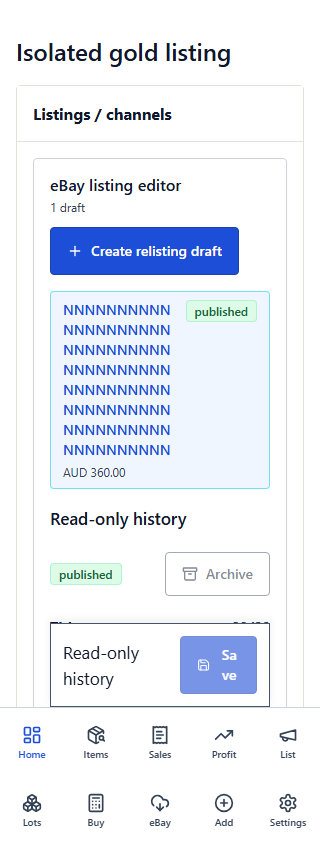 Isolated gold listing
Listings / channels
eBay listing editor
1 draft
Create relisting draft
NNNNNNNNNN
NNNNNNNNNN
NNNNNNNNNN
NNNNNNNNNN
NNNNNNNNNN
NNNNNNNNNN
NNNNNNNNNN
NNNNNNNNNN
published
AUD 360.00
Read-only history
published
Archive
Read-only
history
Sa
ve
Home
Items
Sales
Profit
List
Lots
Buy
eBay
Add
Settings